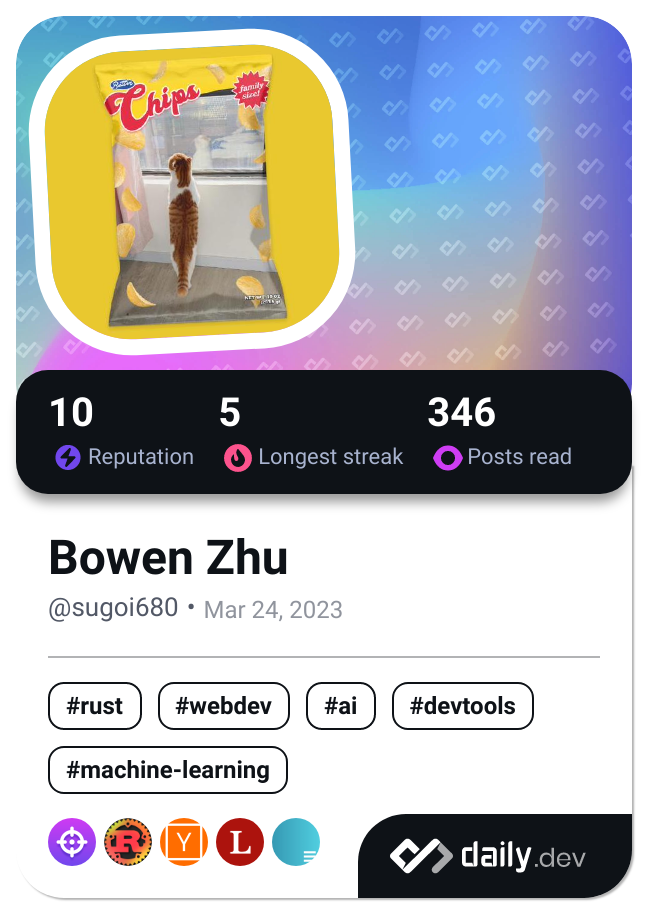 Chips
family
size!
10 5 346
Reputation Longest streak Posts read
Bowen Zhu
@sugoi680 • Mar 24, 2023
#rust #webdev #ai #devtools
#machine-learning
R Y L
daily.dev